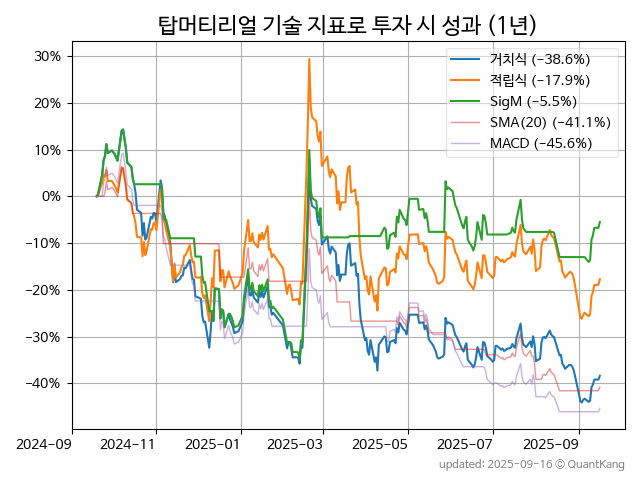 탑머티리얼 기술 지표로 투자 시 성과 (1년)
30%
20%
10%
0%
−10%
−20%
−30%
−40%
거치식 (−38.6%)
적립식 (−17.9%)
SigM (−5.5%)
SMA(20) (−41.1%)
MACD (−45.6%)
2024-09 2024-11 2025-01 2025-03 2025-05 2025-07 2025-09
updated: 2025-09-16 © QuantKang